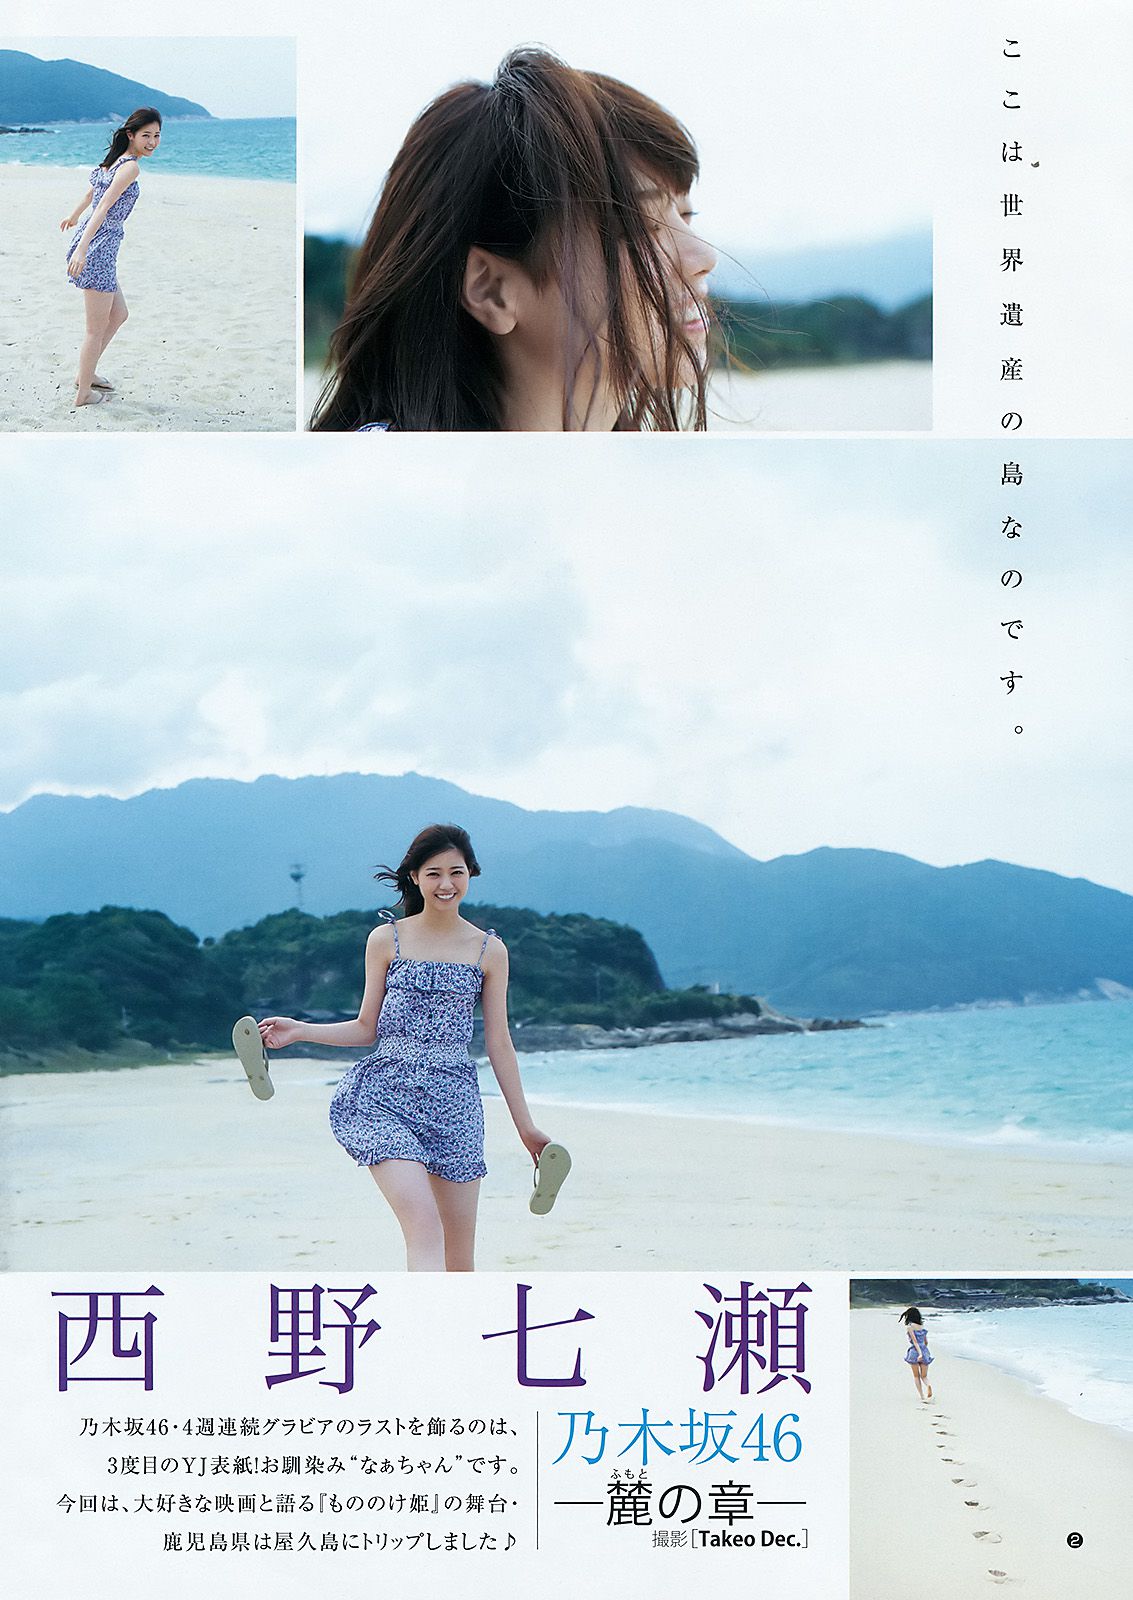 ここは世界遺産の島なのです。
西野七瀬
乃木坂46・4週連続グラビアのラストを飾るのは、
3度目のYJ表紙!お馴染み“なぁちゃん”です。
今回は、大好きな映画と語る『もののけ姫』の舞台・
鹿児島県は屋久島にトリップしました♪
乃木坂46
ふもと
―麓の章―
撮影[Takeo Dec.]
❷